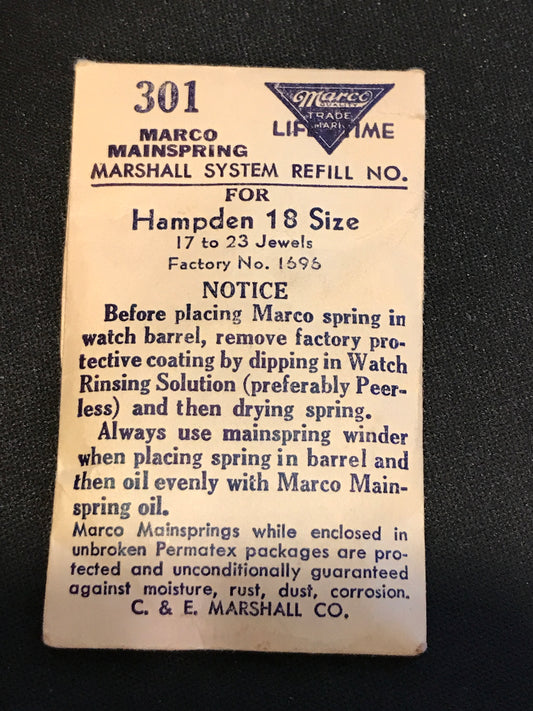 301
Marco
QUALITY
TRADE
MARK
LIFETIME
MARCO
MAINSPRING
MARSHALL SYSTEM REFILL NO.
FOR
Hampden 18 Size
17 to 23 Jewels
Factory No. 1696
NOTICE
Before placing Marco spring in
watch barrel, remove factory pro-
tective coating by dipping in Watch
Rinsing Solution (preferably Peer-
less) and then drying spring.
Always use mainspring winder
when placing spring in barrel and
then oil evenly with Marco Main-
spring oil.
Marco Mainsprings while enclosed in
unbroken Permatex packages are pro-
tected and unconditionally guaranteed
against moisture, rust, dust, corrosion.
C. & E. MARSHALL CO.